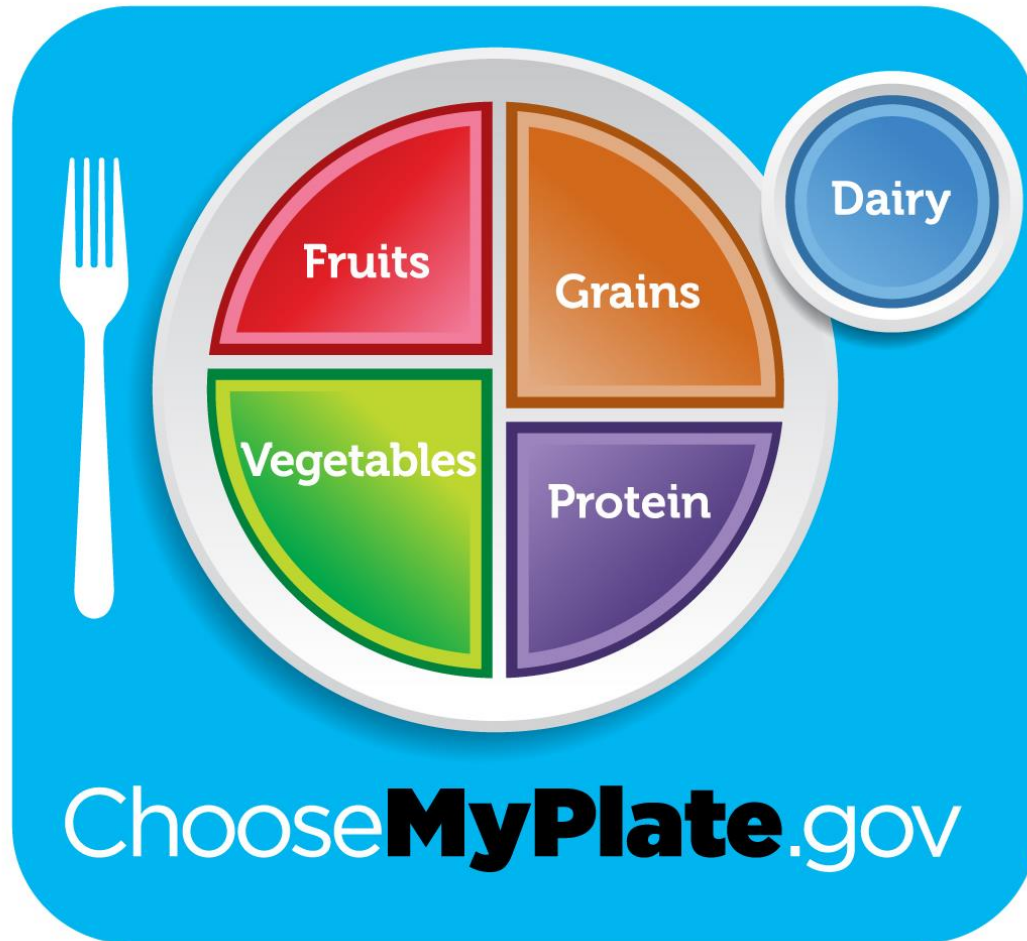 Fruits
Grains
Dairy
Vegetables
Protein
ChooseMyPlate.gov